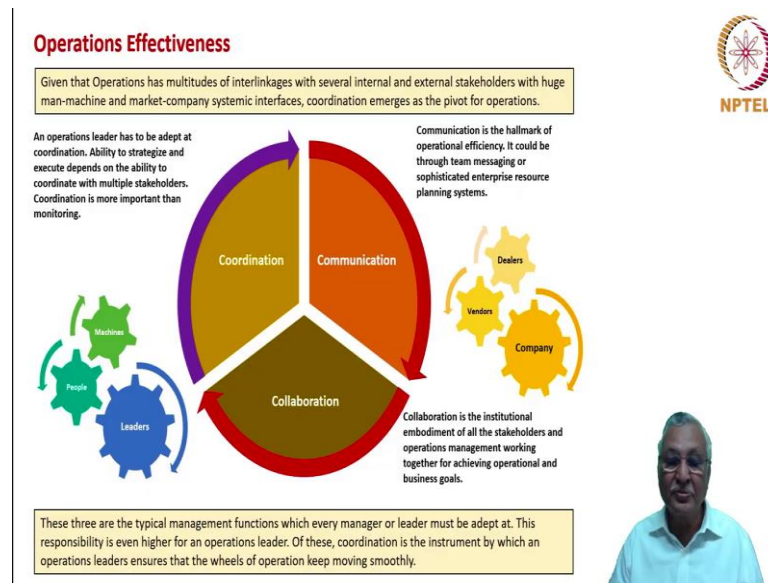 Operations Effectiveness
NPTEL
Given that Operations has multitudes of interlinkages with several internal and external stakeholders with huge
man-machine and market-company systemic interfaces, coordination emerges as the pivot for operations.
An operations leader has to be adept at
coordination. Ability to strategize and
execute depends on the ability to
coordinate with multiple stakeholders.
Coordination is more important than
monitoring.
Communication is the hallmark of
operational efficiency. It could be
through team messaging or
sophisticated enterprise resource
planning systems.
Coordination
Communication
Collaboration
Machines
People
Leaders
Dealers
Vendors
Company
Collaboration is the institutional
embodiment of all the stakeholders and
operations management working
together for achieving operational and
business goals.
These three are the typical management functions which every manager or leader must be adept at. This
responsibility is even higher for an operations leader. Of these, coordination is the instrument by which an
operations leaders ensures that the wheels of operation keep moving smoothly.